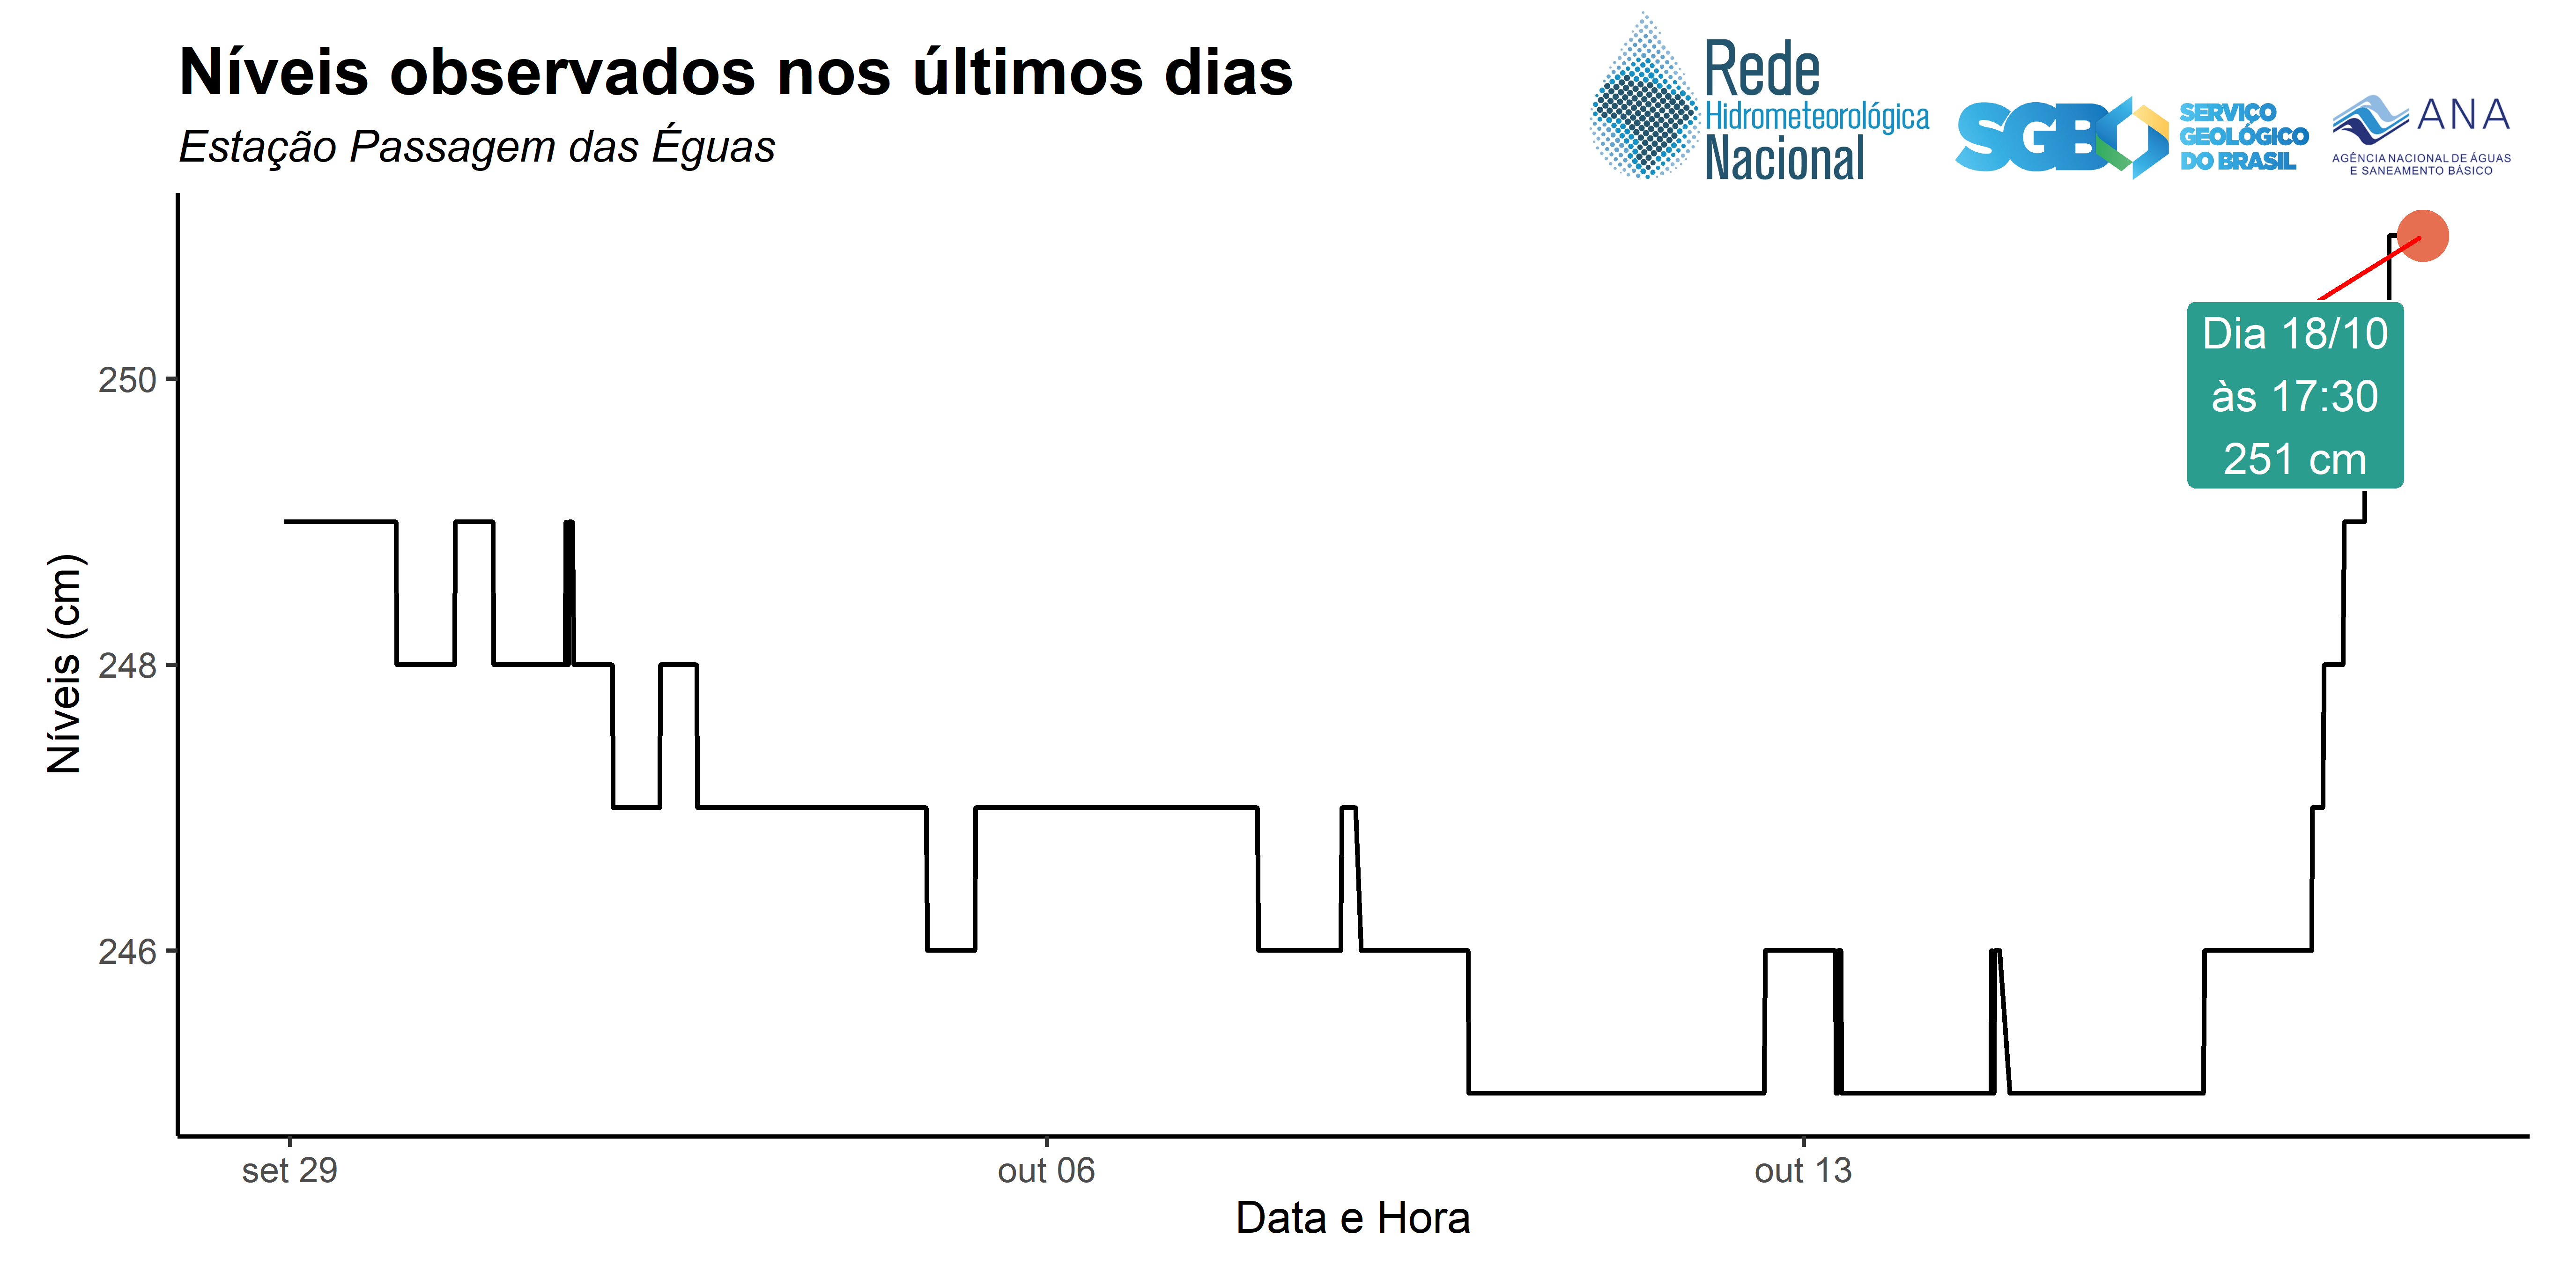 Níveis observados nos últimos dias
Estação Passagem das Éguas
Rede
Hidrometeorológica
Nacional
SGB
SERVIÇO
GEOLÓGICO
DO BRASIL
ANA
AGÊNCIA NACIONAL DE ÁGUAS
E SANEAMENTO BÁSICO
Dia 18/10
às 17:30
251 cm
250
248
246
Níveis (cm)
set 29
out 06
out 13
Data e Hora